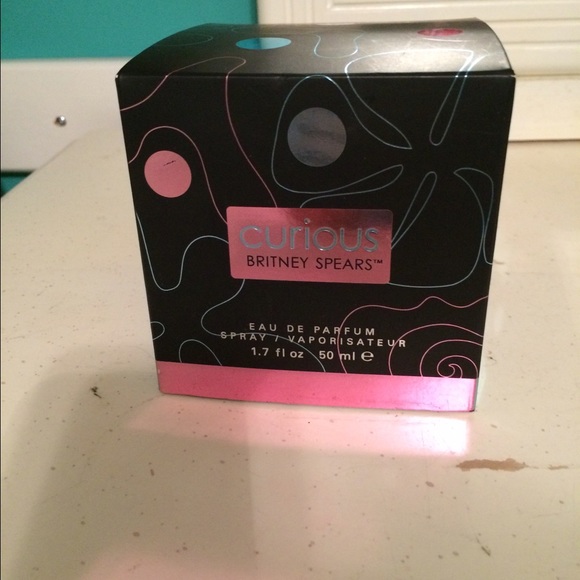 curious
BRITNEY SPEARS™
EAU DE PARFUM
SPRAY / VAPORISATEUR
1.7 fl oz 50 ml ℮